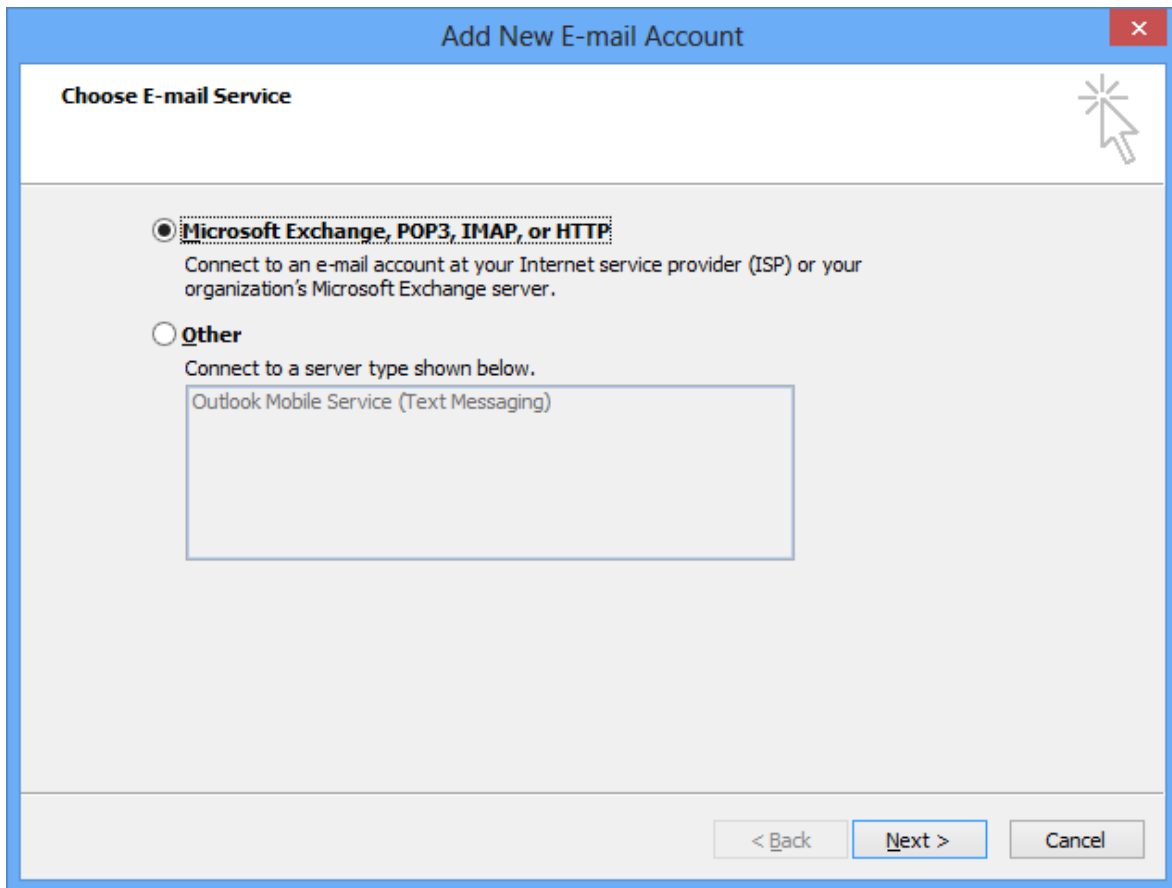 Add New E-mail Account
Choose E-mail Service
Microsoft Exchange, POP3, IMAP, or HTTP
Connect to an e-mail account at your Internet service provider (ISP) or your
organization's Microsoft Exchange server.
Other
Connect to a server type shown below.
Outlook Mobile Service (Text Messaging)
< Back
Next >
Cancel